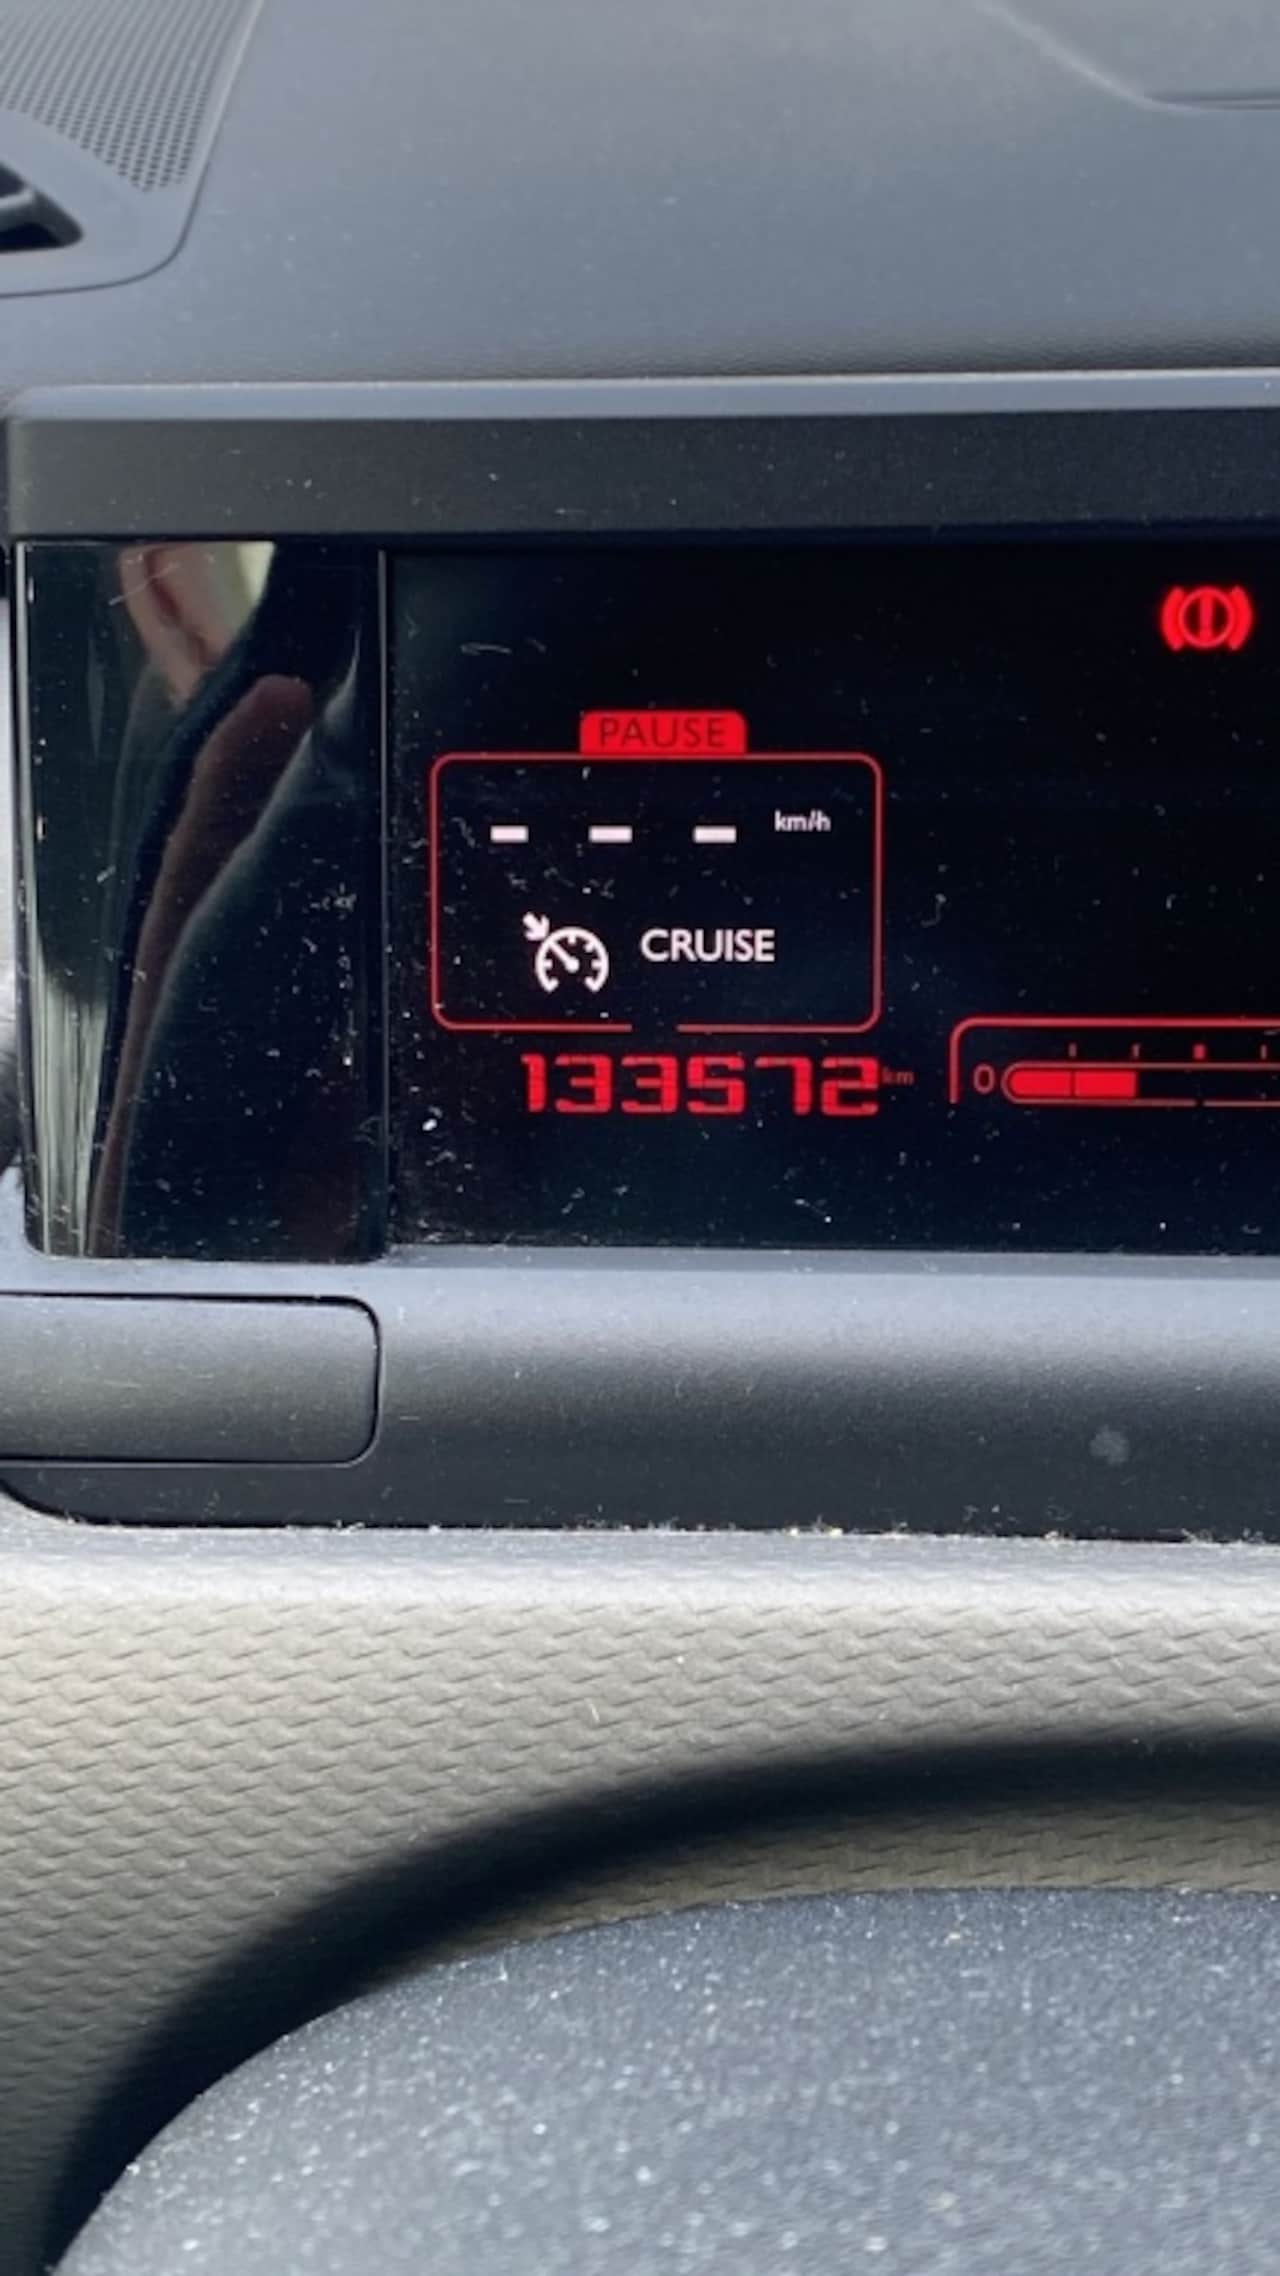 PAUSE
--- km/h
CRUISE
133572 km
0